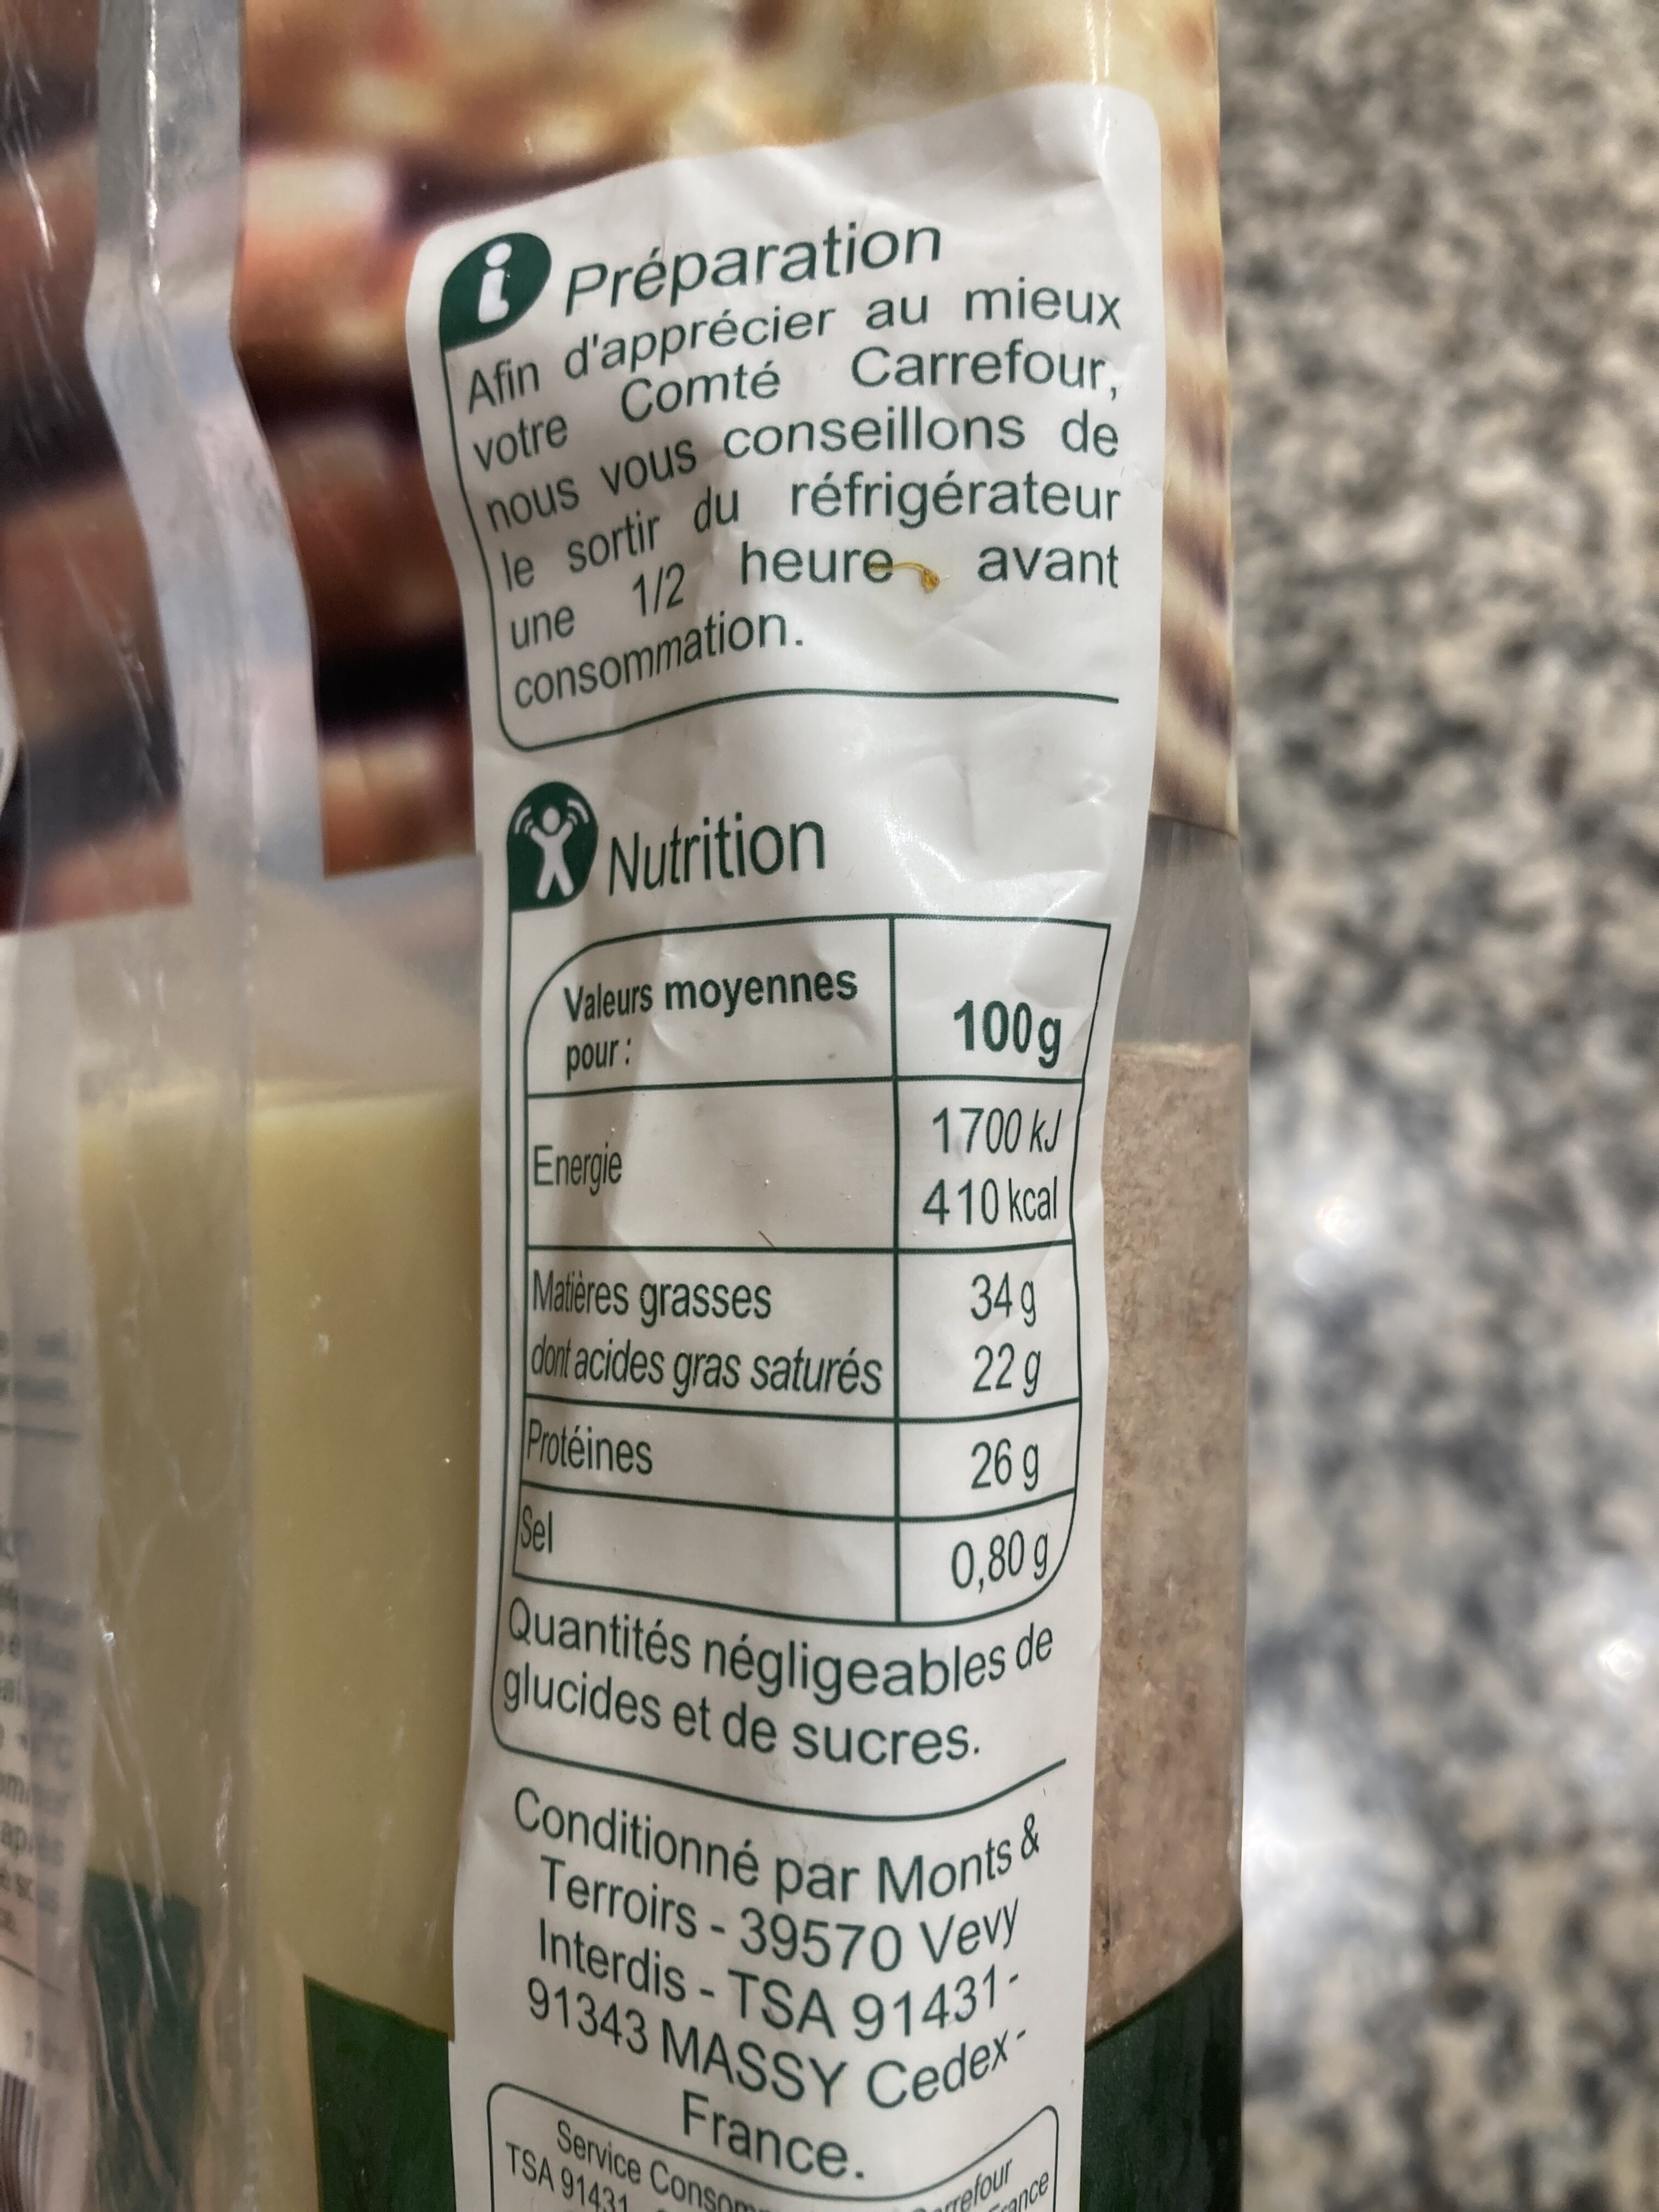 i Préparation
Afin d'apprécier au mieux
votre Comté Carrefour,
nous vous conseillons de
le sortir du réfrigérateur
une 1/2 heure avant
consommation.
Nutrition
Valeurs moyennes
pour :
100g
Energie
1700 kJ
410 kcal
Matières grasses
34 g
dont acides gras saturés
22 g
Protéines
26 g
Sel
0,80 g
Quantités négligeables de
glucides et de sucres.
Conditionné par Monts &
Terroirs - 39570 Vevy
Interdis - TSA 91431 -
91343 MASSY Cedex -
France.
Service
TSA 91431